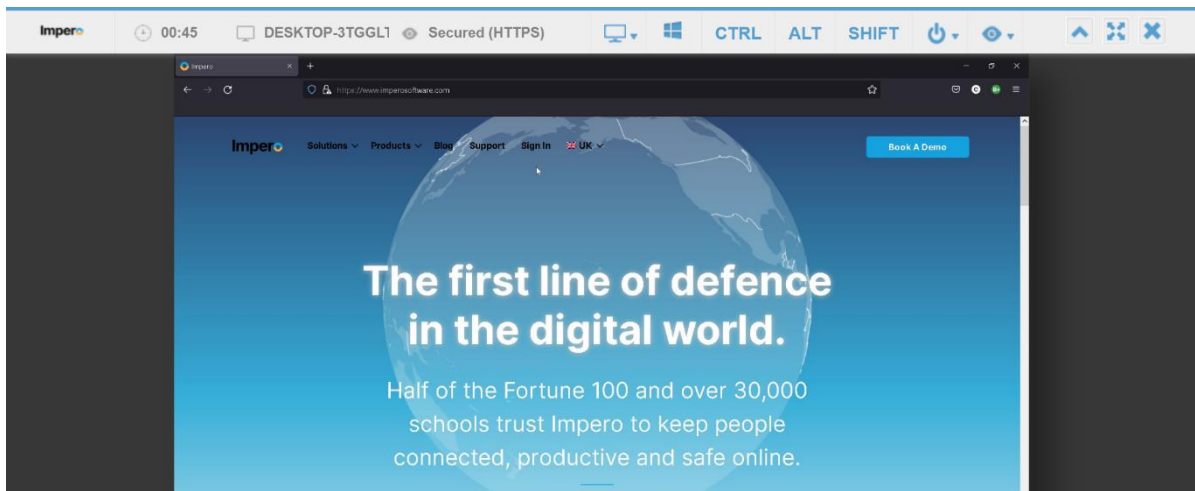 Impero 00:45 DESKTOP-3TGGL1 Secured (HTTPS) CTRL ALT SHIFT
Impero
https://www.imperosoftware.com
Impero Solutions Products Blog Support Sign In UK Book A Demo
The first line of defence
in the digital world.
Half of the Fortune 100 and over 30,000
schools trust Impero to keep people
connected, productive and safe online.